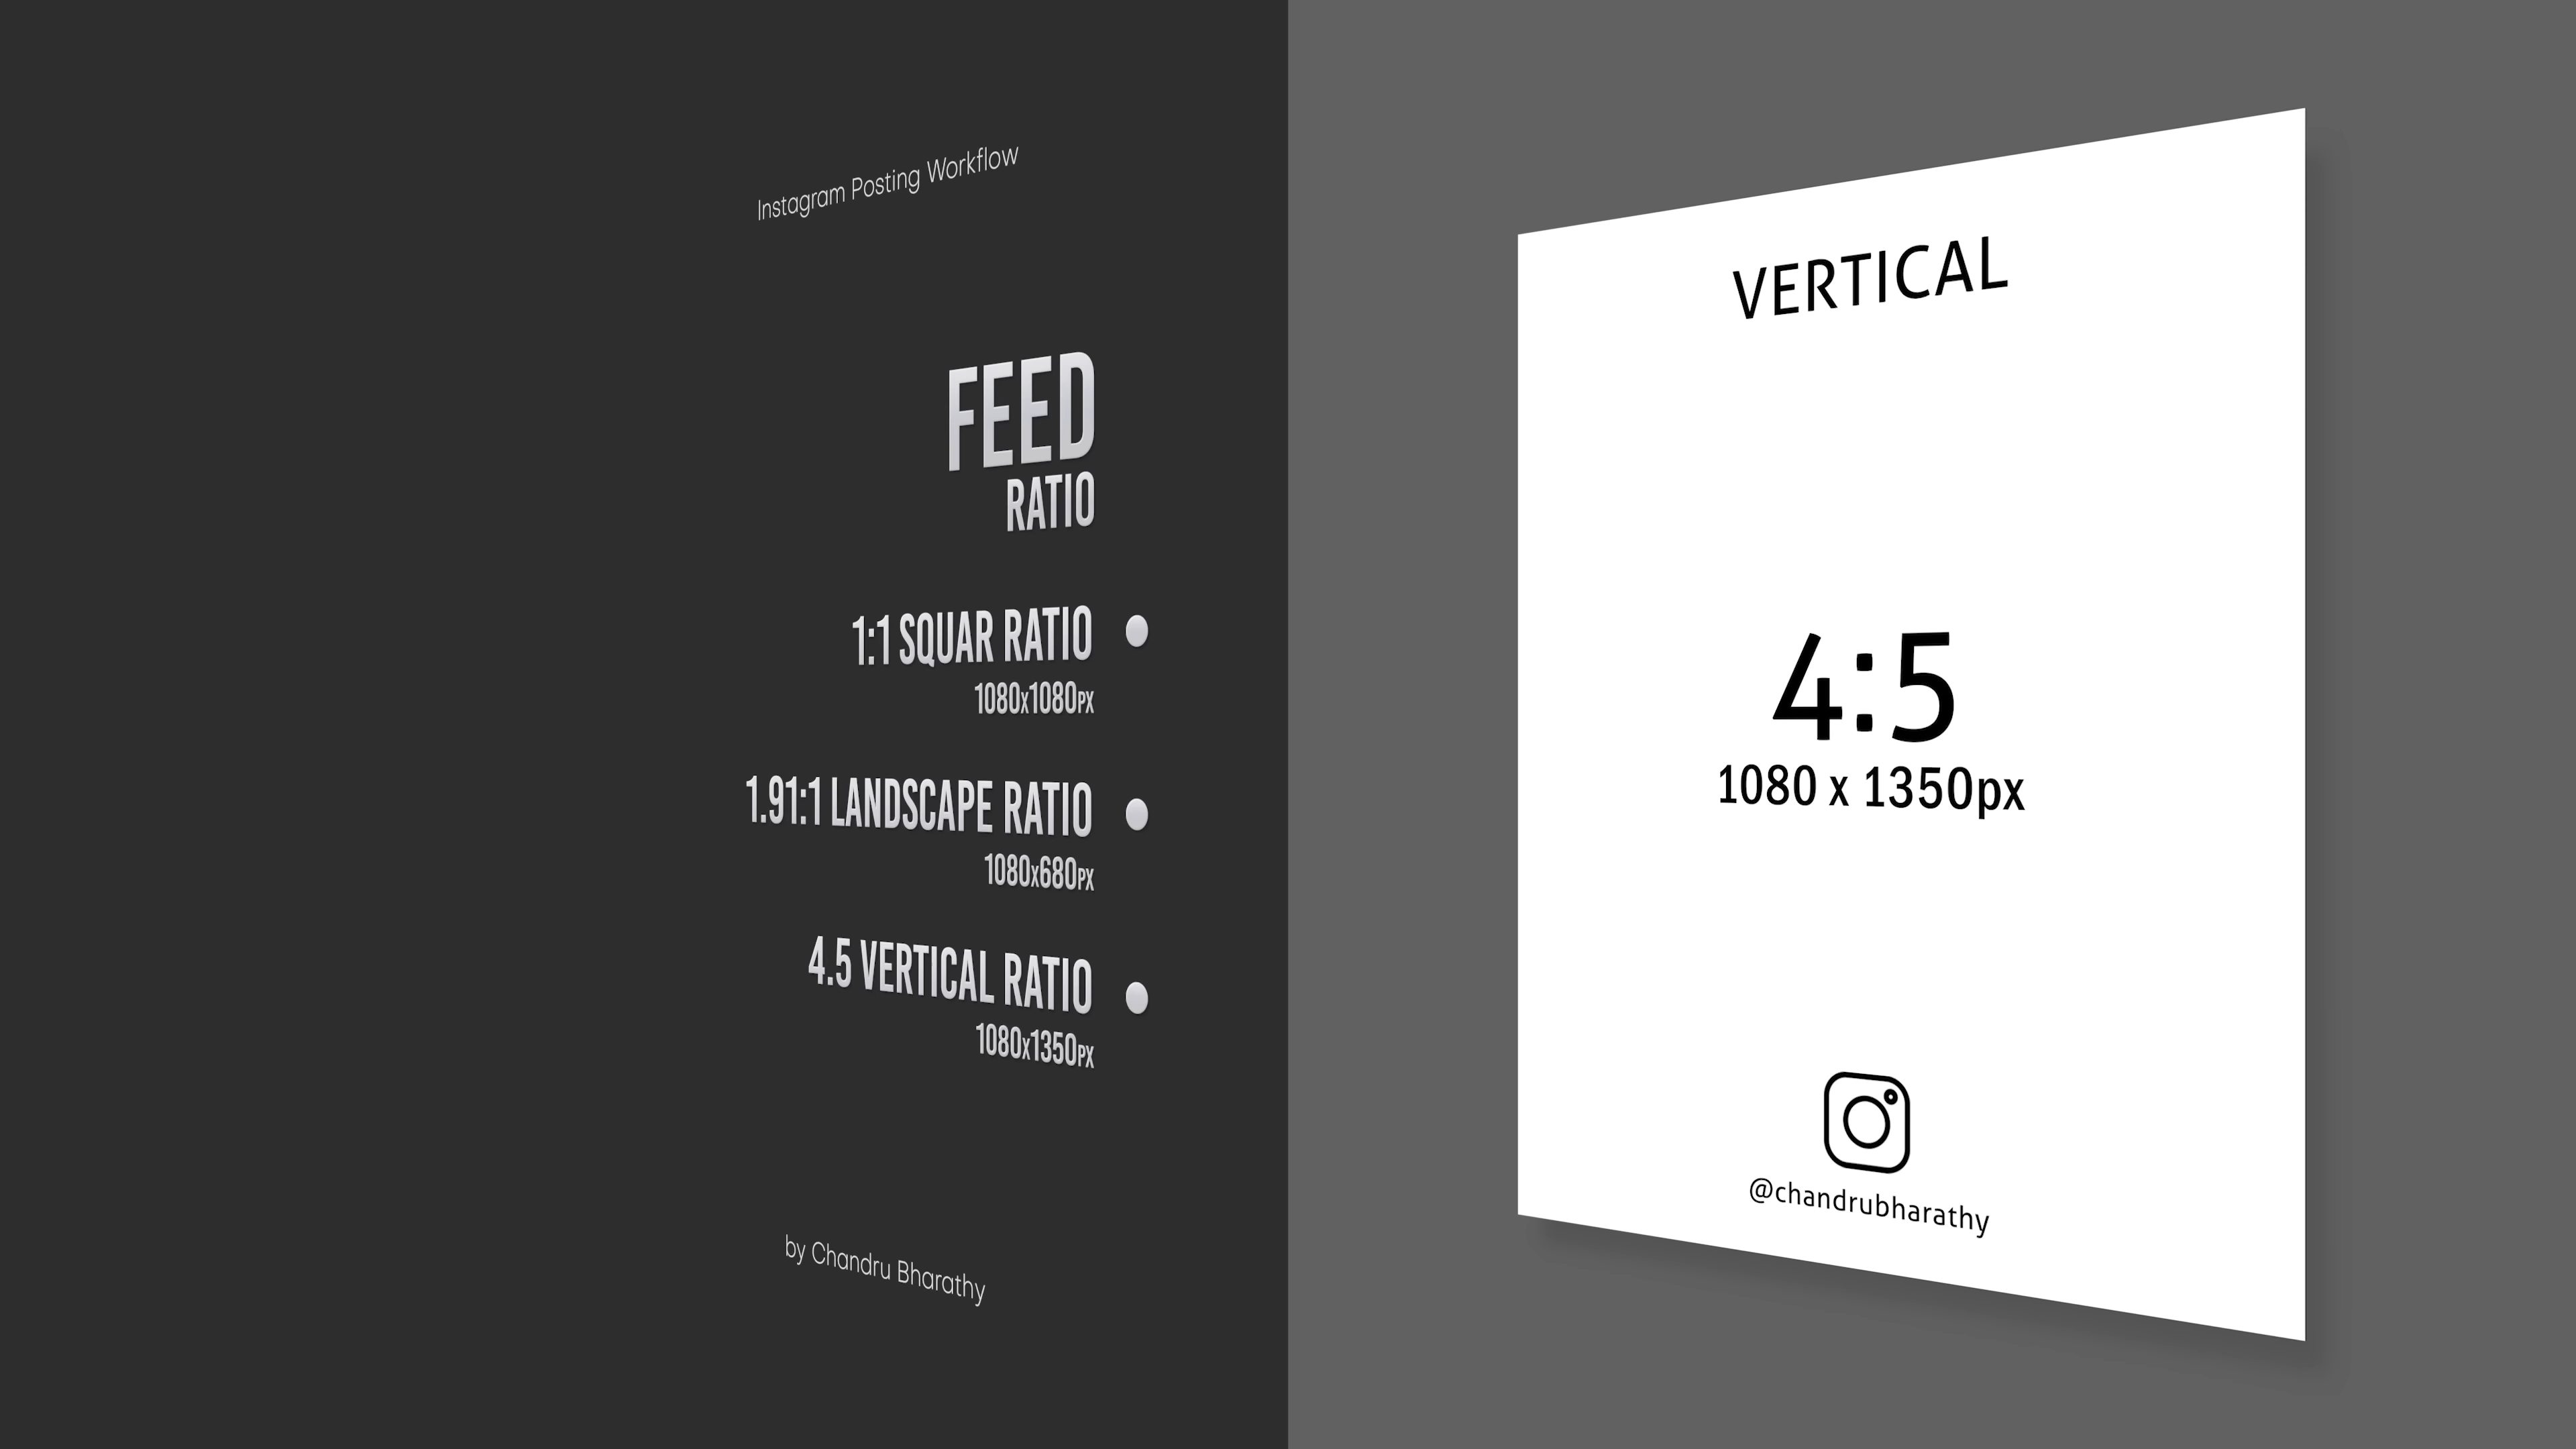 Instagram Posting Workflow
FEED
RATIO
1:1 SQUAR RATIO
1080x1080PX
1.91:1 LANDSCAPE RATIO
1080x680PX
4.5 VERTICAL RATIO
1080x1350PX
by Chandru Bharathy
VERTICAL
4:5
1080 x 1350px
@chandrubharathy